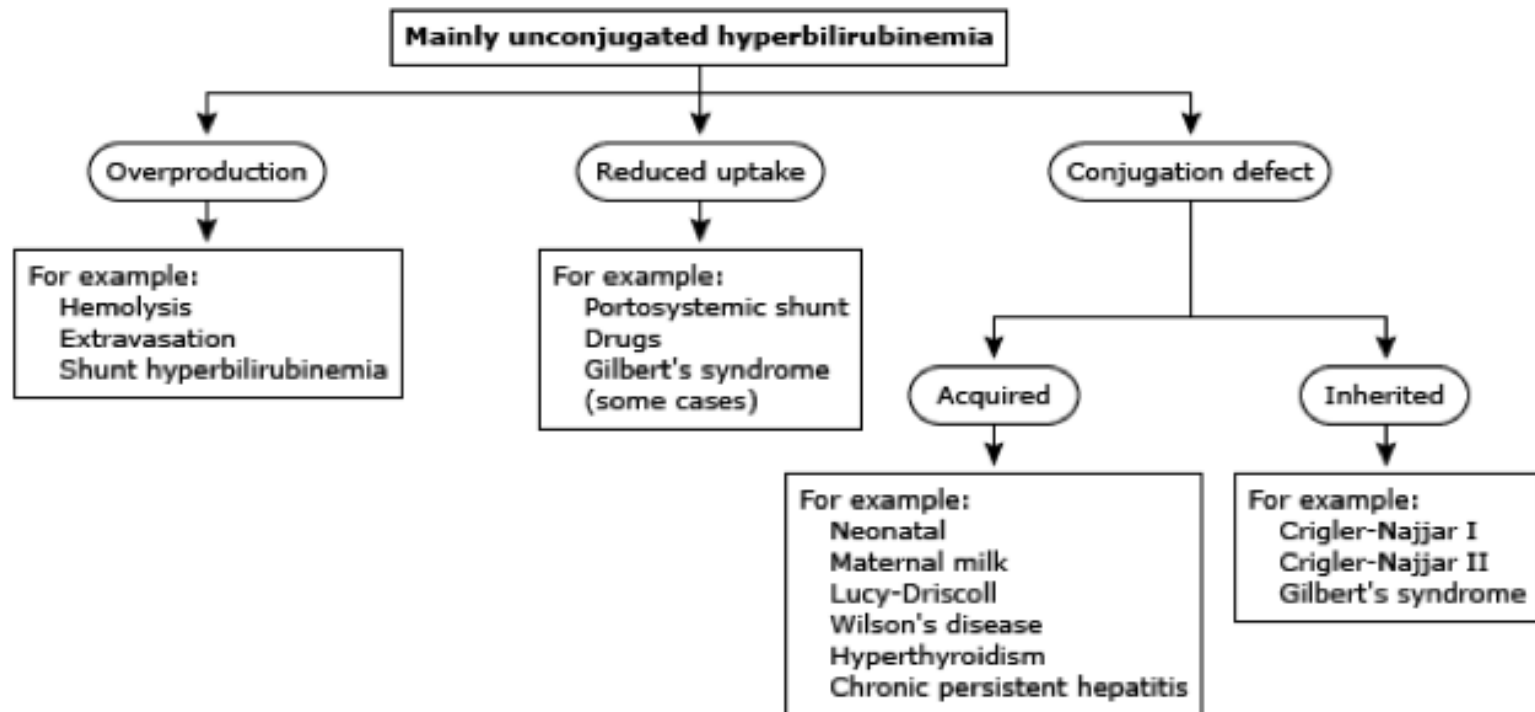 Mainly unconjugated hyperbilirubinemia
Overproduction
Reduced uptake
Conjugation defect
For example:
Hemolysis
Extravasation
Shunt hyperbilirubinemia
For example:
Portosystemic shunt
Drugs
Gilbert's syndrome
(some cases)
Acquired
Inherited
For example:
Neonatal
Maternal milk
Lucy-Driscoll
Wilson's disease
Hyperthyroidism
Chronic persistent hepatitis
For example:
Crigler-Najjar I
Crigler-Najjar II
Gilbert's syndrome